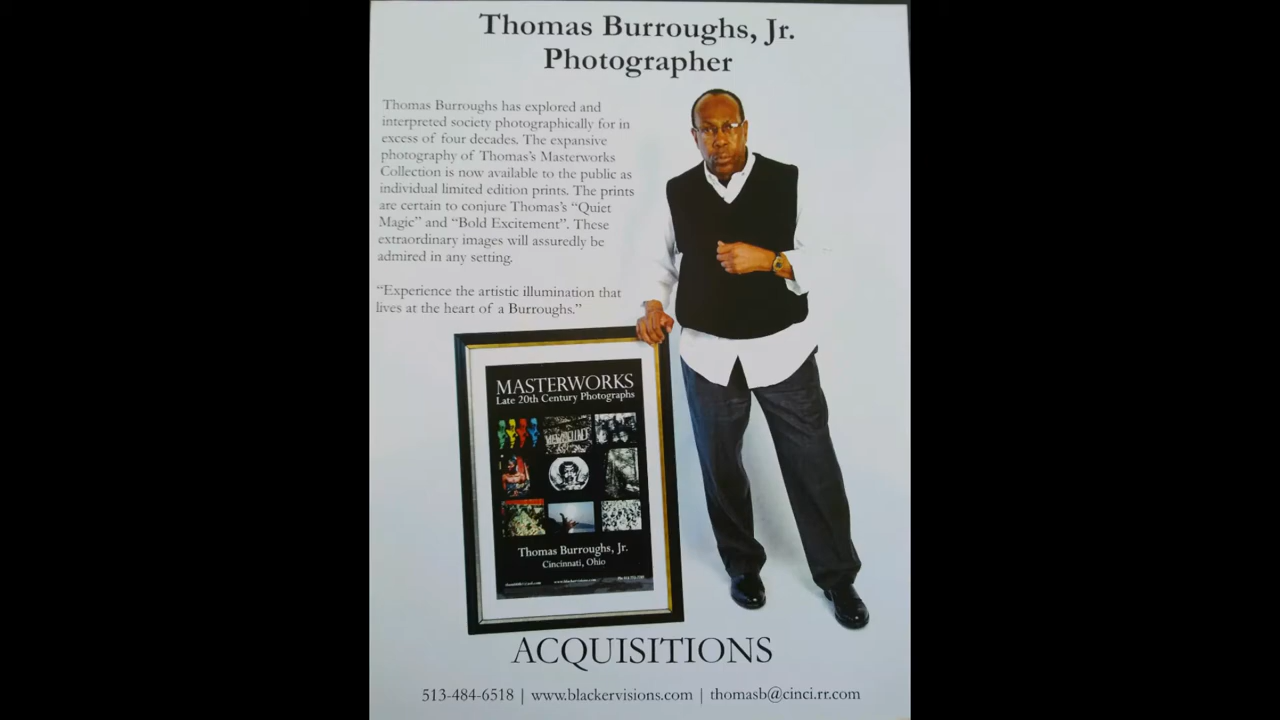 Thomas Burroughs, Jr.
Photographer
Thomas Burroughs has explored and
interpreted society photographically for in
excess of four decades. The expansive
photography of Thomas's Masterworks
Collection is now available to the public as
individual limited edition prints. The prints
are certain to conjure Thomas's “Quiet
Magic” and “Bold Excitement”. These
extraordinary images will assuredly be
admired in any setting.
“Experience the artistic illumination that
lives at the heart of a Burroughs.”
MASTERWORKS
Late 20th Century Photographs
Thomas Burroughs, Jr.
Cincinnati, Ohio
www.blackervisions.com
ACQUISITIONS
513-484-6518 | www.blackervisions.com | thomasb@cinci.rr.com